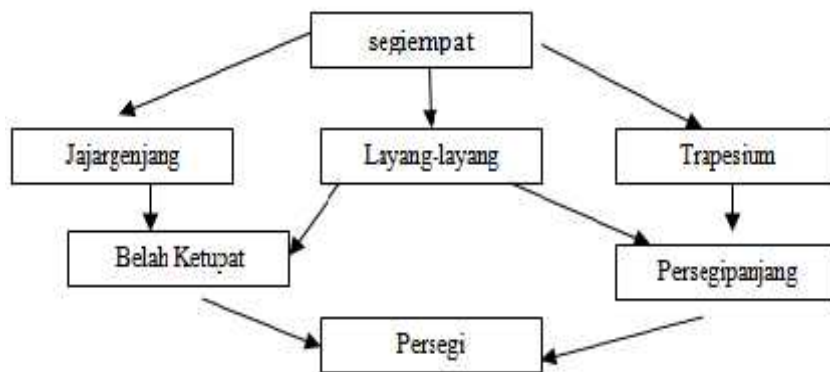 segiempat
Jajargenjang
Layang-layang
Trapesium
Belah Ketupat
Persegipanjang
Persegi